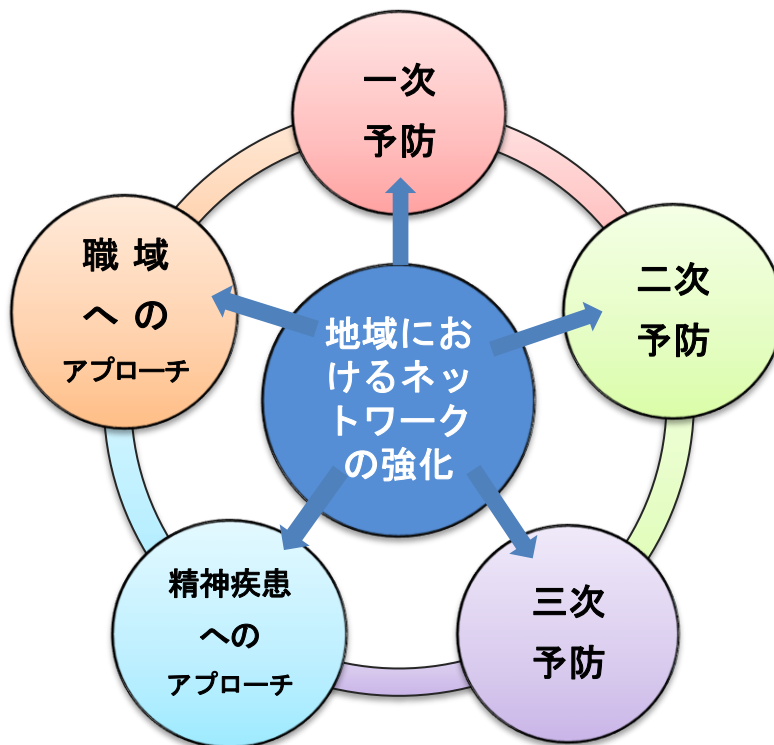 一次
予防
二次
予防
三次
予防
精神疾患
への
アプローチ
職 域
へ の
アプローチ
地域にお
けるネッ
トワーク
の強化